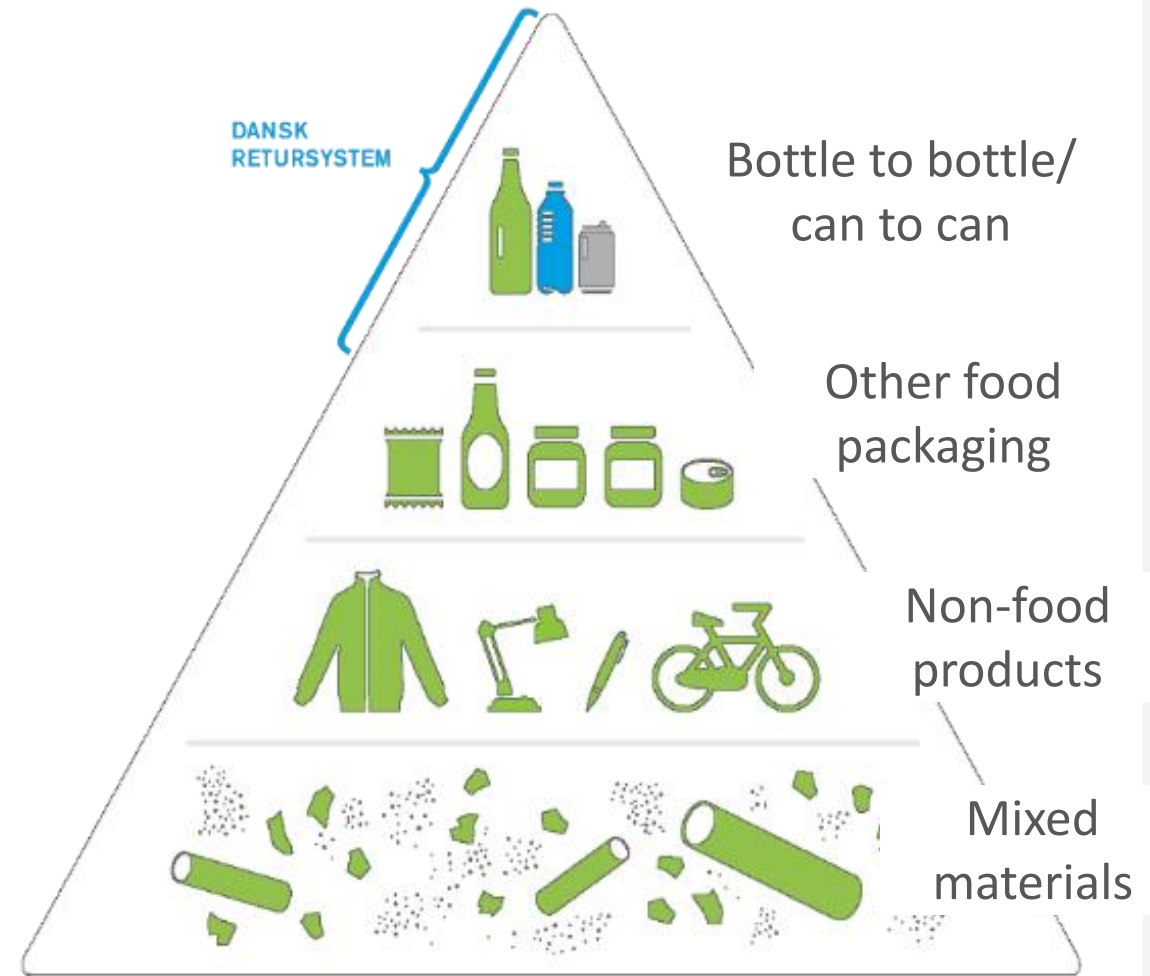 DANSK
RETURSYSTEM
Bottle to bottle/
can to can
Other food
packaging
Non-food
products
Mixed
materials